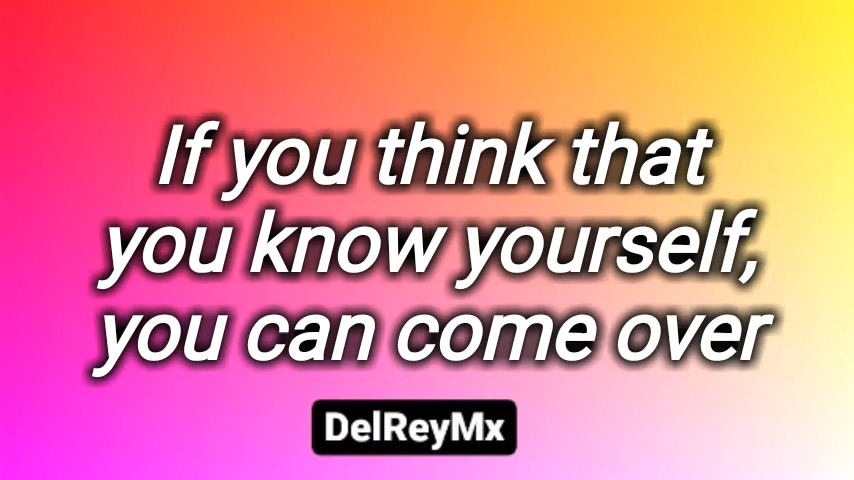 If you think that
you know yourself,
you can come over
DelReyMx